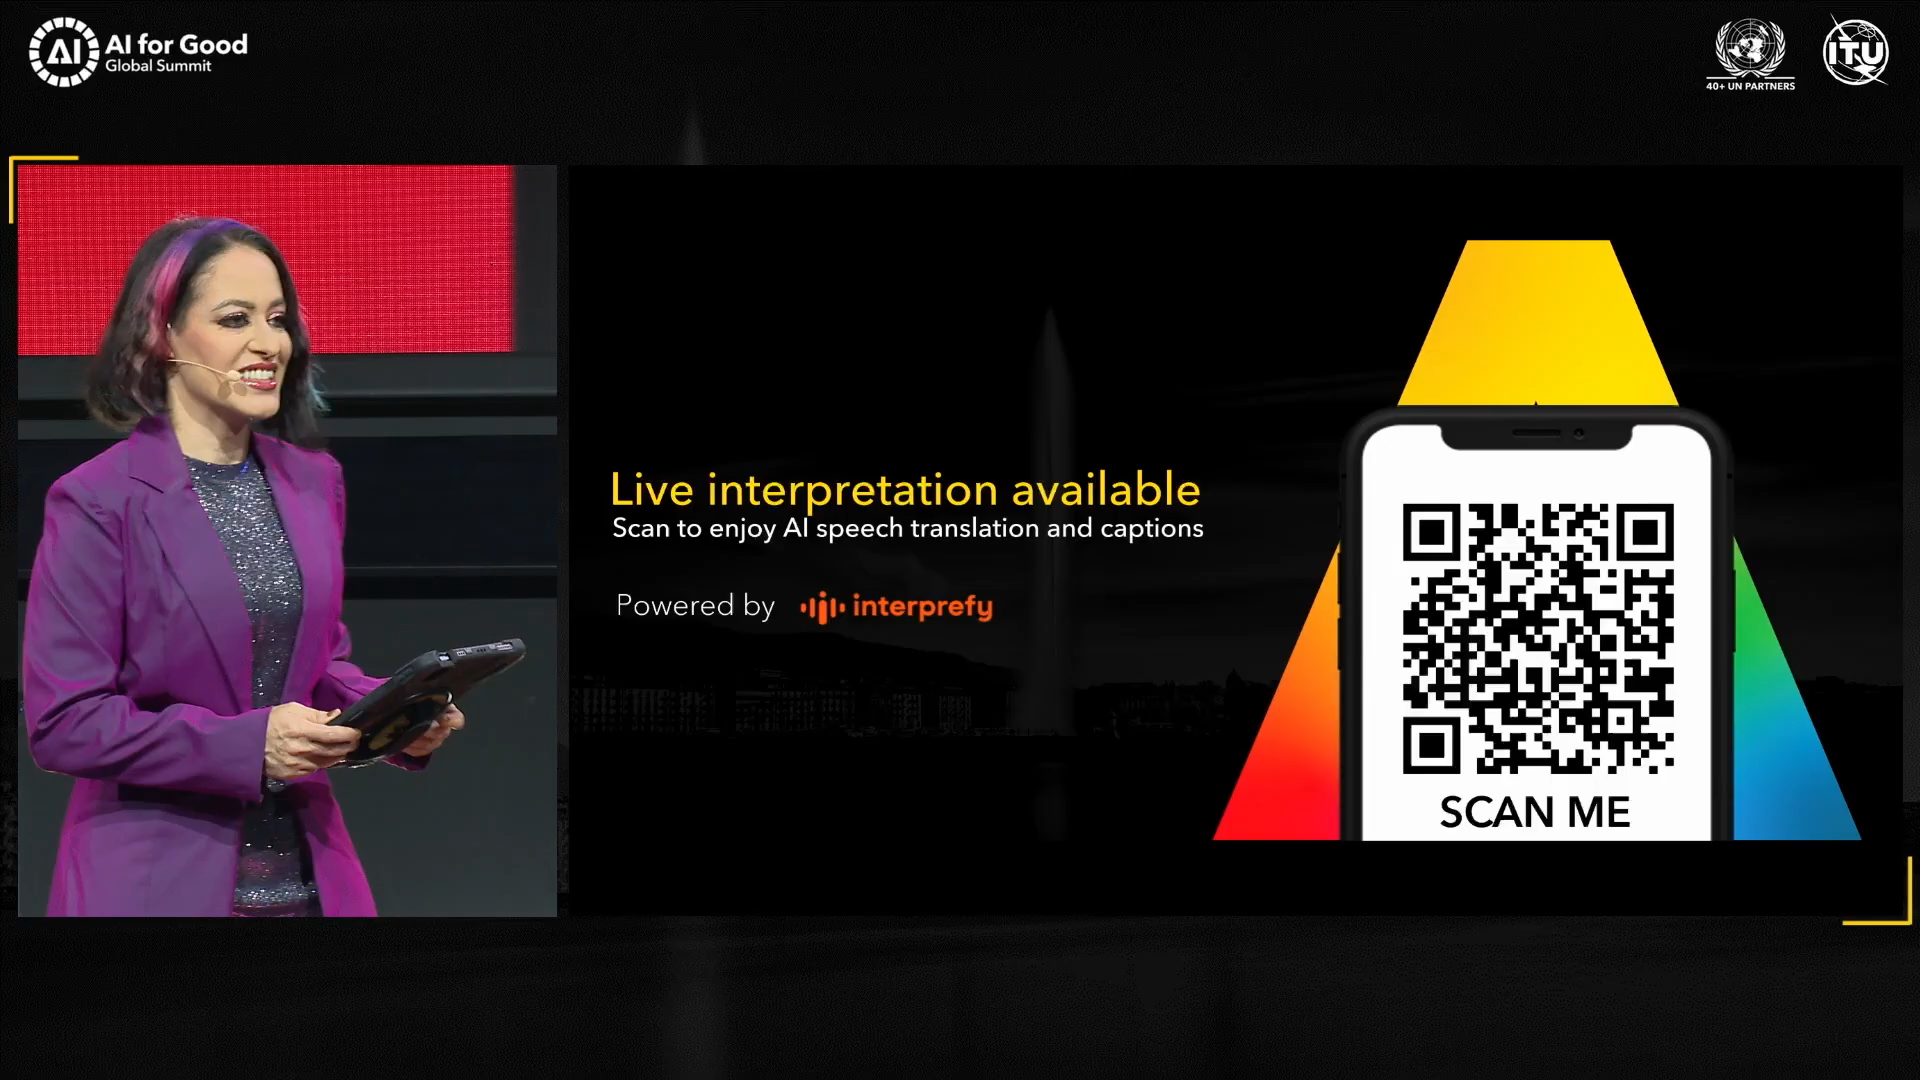 AI
AI for Good
Global Summit
40+ UN PARTNERS
ITU
Live interpretation available
Scan to enjoy AI speech translation and captions
Powered by interprefy
SCAN ME